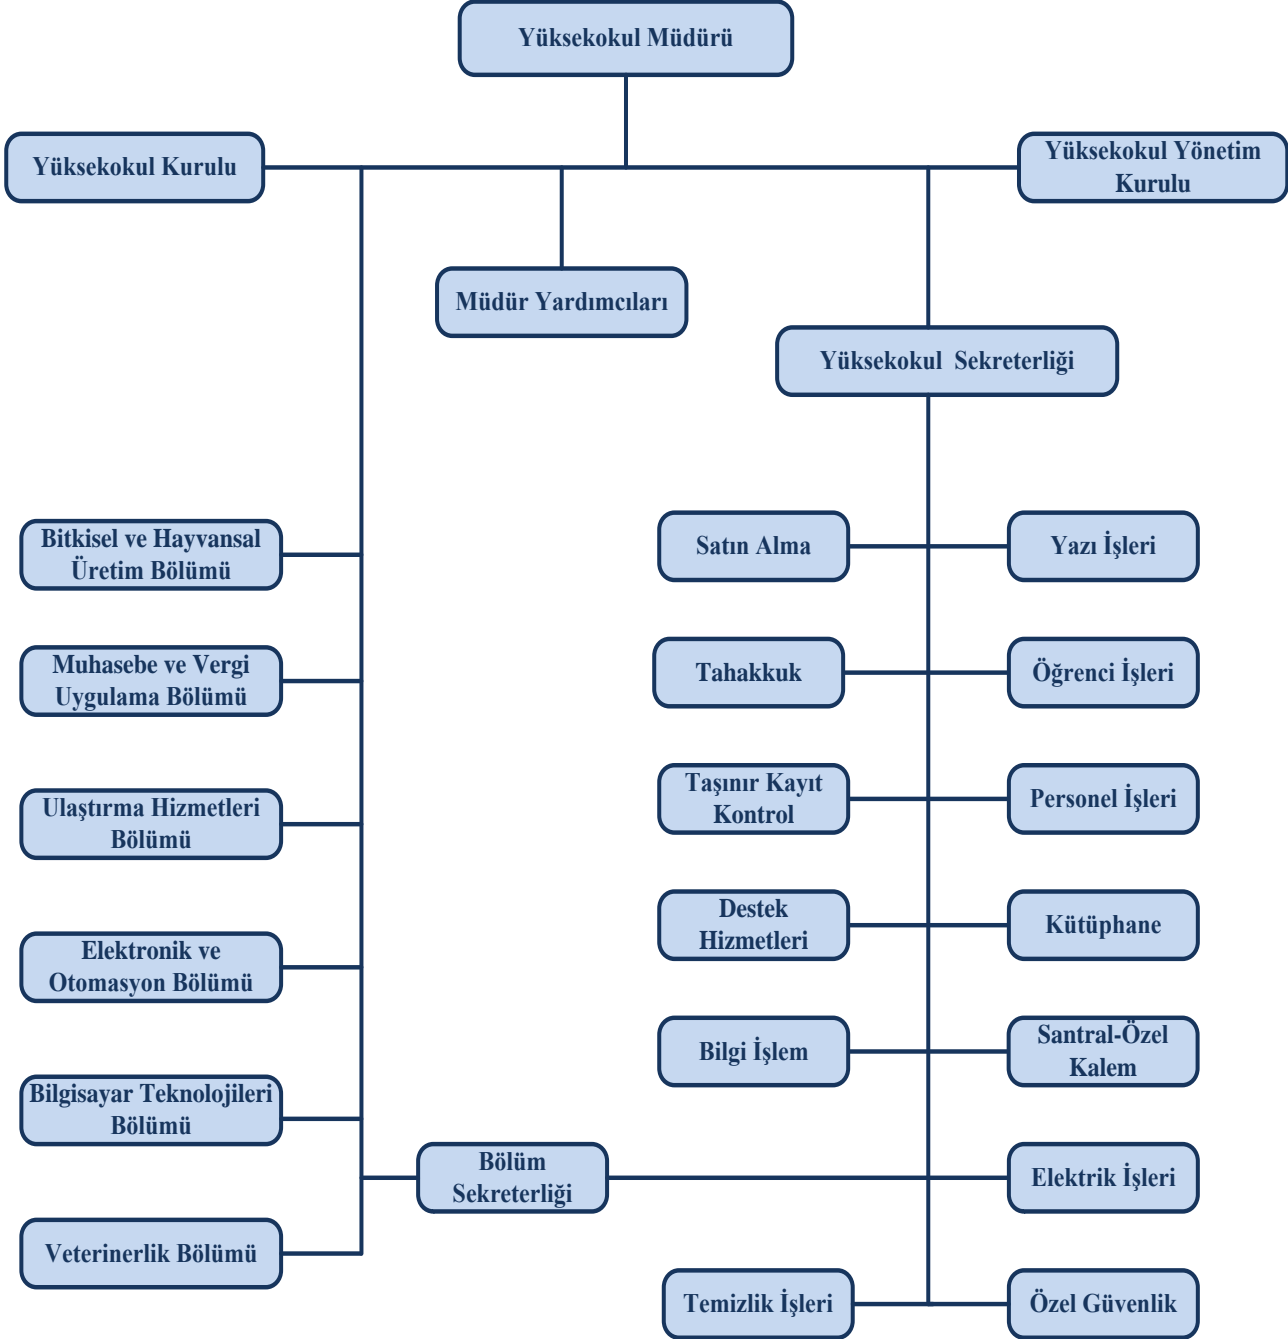 Yüksekokul Müdürü
Yüksekokul Kurulu
Yüksekokul Yönetim
Kurulu
Müdür Yardımcıları
Yüksekokul Sekreterliği
Bitkisel ve Hayvansal
Üretim Bölümü
Satın Alma
Yazı İşleri
Muhasebe ve Vergi
Uygulama Bölümü
Tahakkuk
Öğrenci İşleri
Ulaştırma Hizmetleri
Bölümü
Taşınır Kayıt
Kontrol
Personel İşleri
Elektronik ve
Otomasyon Bölümü
Destek
Hizmetleri
Kütüphane
Bilgisayar Teknolojileri
Bölümü
Bilgi İşlem
Santral-Özel
Kalem
Bölüm
Sekreterliği
Elektrik İşleri
Veterinerlik Bölümü
Temizlik İşleri
Özel Güvenlik